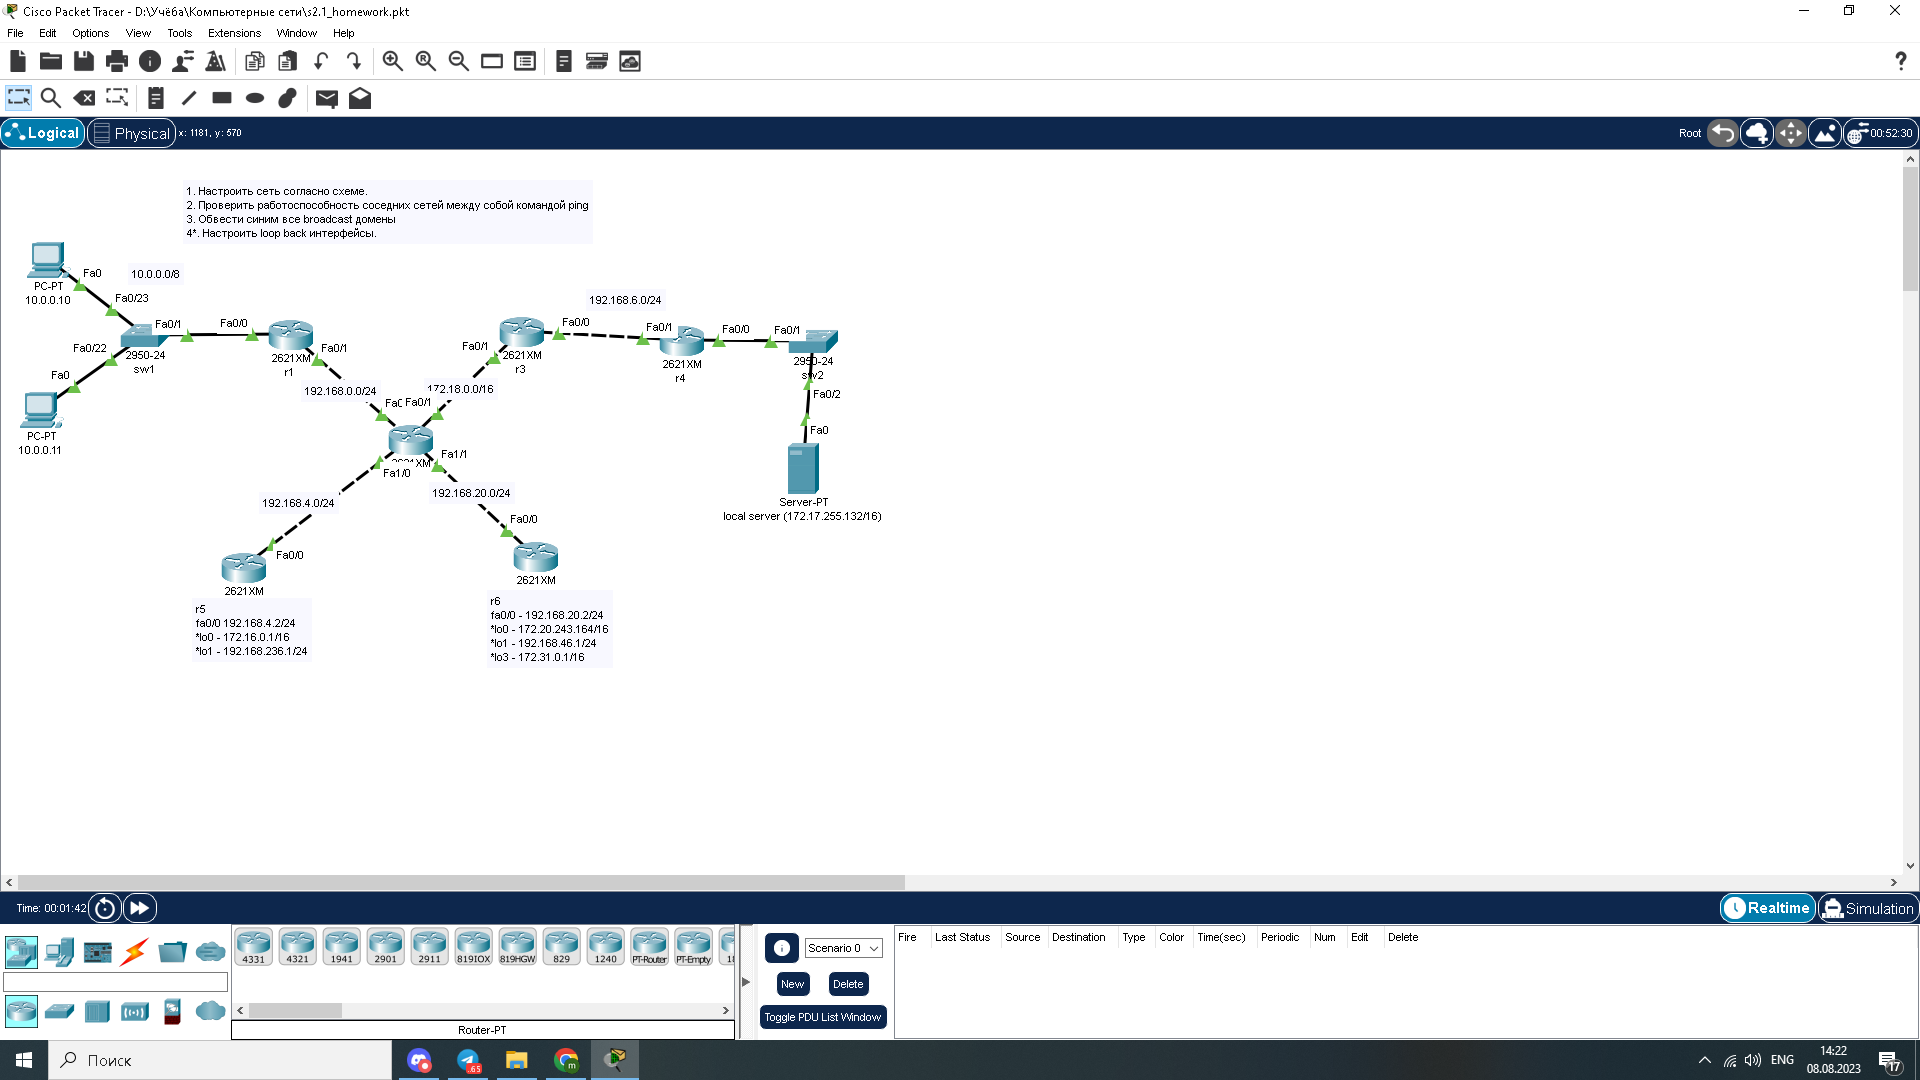 Cisco Packet Tracer - D:\Учёба\Компьютерные сети\s2.1_homework.pkt
File Edit Options View Tools Extensions Window Help
Logical Physical x: 1181, y: 570 Root 00:52:30
1. Настроить сеть согласно схеме.
2. Проверить работоспособность соседних сетей между собой командой ping
3. Обвести синим все broadcast домены
4*. Настроить loop back интерфейсы.
PC-PT
10.0.0.10
Fa0
10.0.0.0/8
Fa0/23
Fa0/1
Fa0/22
2950-24
sw1
Fa0
PC-PT
10.0.0.11
Fa0/0
2621XM
r1
Fa0/1
192.168.0.0/24
172.18.0.0/16
Fa0/1
2621XM
r3
Fa0/0
192.168.6.0/24
Fa0/1
2621XM
r4
Fa0/0
Fa0/1
2950-24
sw2
Fa0/2
Fa0
Server-PT
local server (172.17.255.132/16)
Fa0/1
Fa1/1
Fa1/0
192.168.4.0/24
192.168.20.0/24
Fa0/0
2621XM
Fa0/0
2621XM
r5
fa0/0 192.168.4.2/24
*lo0 - 172.16.0.1/16
*lo1 - 192.168.236.1/24
r6
fa0/0 - 192.168.20.2/24
*lo0 - 172.20.243.164/16
*lo1 - 192.168.46.1/24
*lo3 - 172.31.0.1/16
Time: 00:01:42 Realtime Simulation
4331 4321 1941 2901 2911 819IOX 819HGW 829 1240 PT-Router PT-Empty
Router-PT
Scenario 0
New Delete
Toggle PDU List Window
Fire Last Status Source Destination Type Color Time(sec) Periodic Num Edit Delete
Поиск
65
ENG
14:22
08.08.2023
17